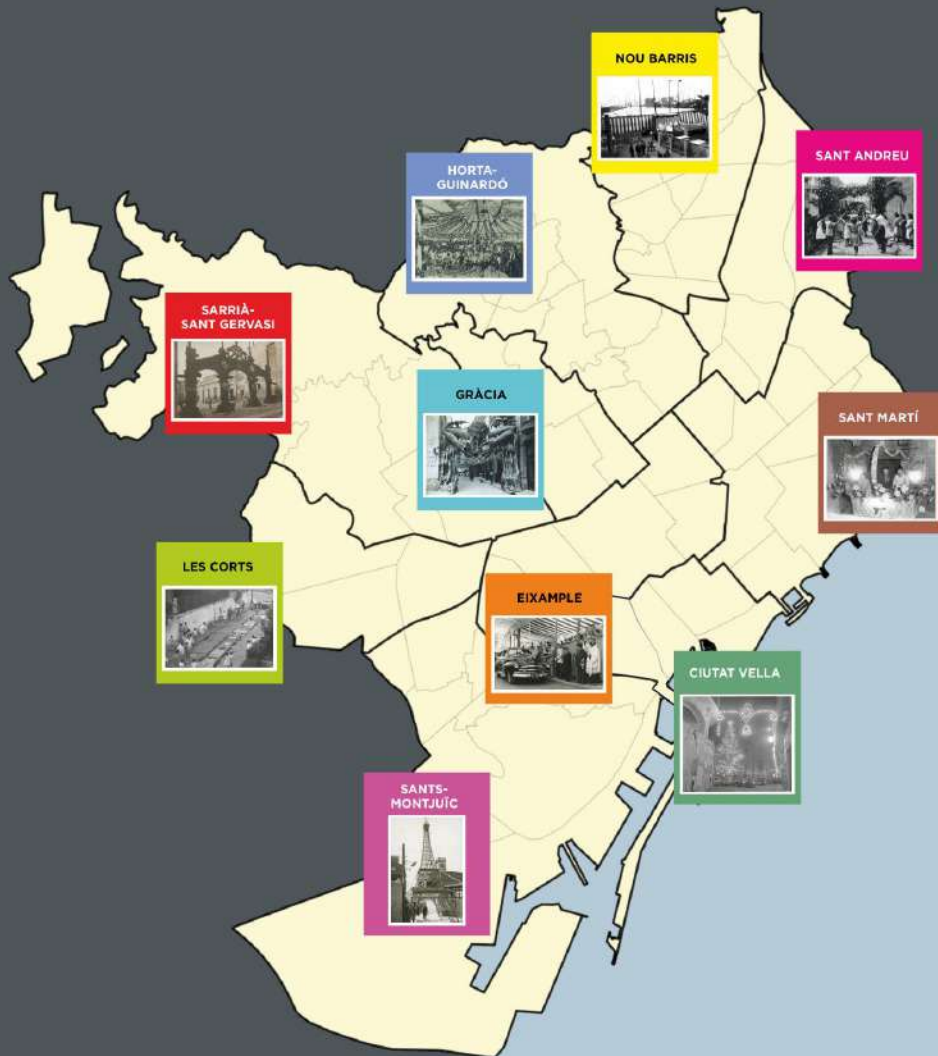 NOU BARRIS
SANT ANDREU
HORTA-
GUINARDÓ
SARRIÀ-
SANT GERVASI
GRÀCIA
SANT MARTÍ
LES CORTS
EIXAMPLE
CIUTAT VELLA
SANTS-
MONTJUÏC